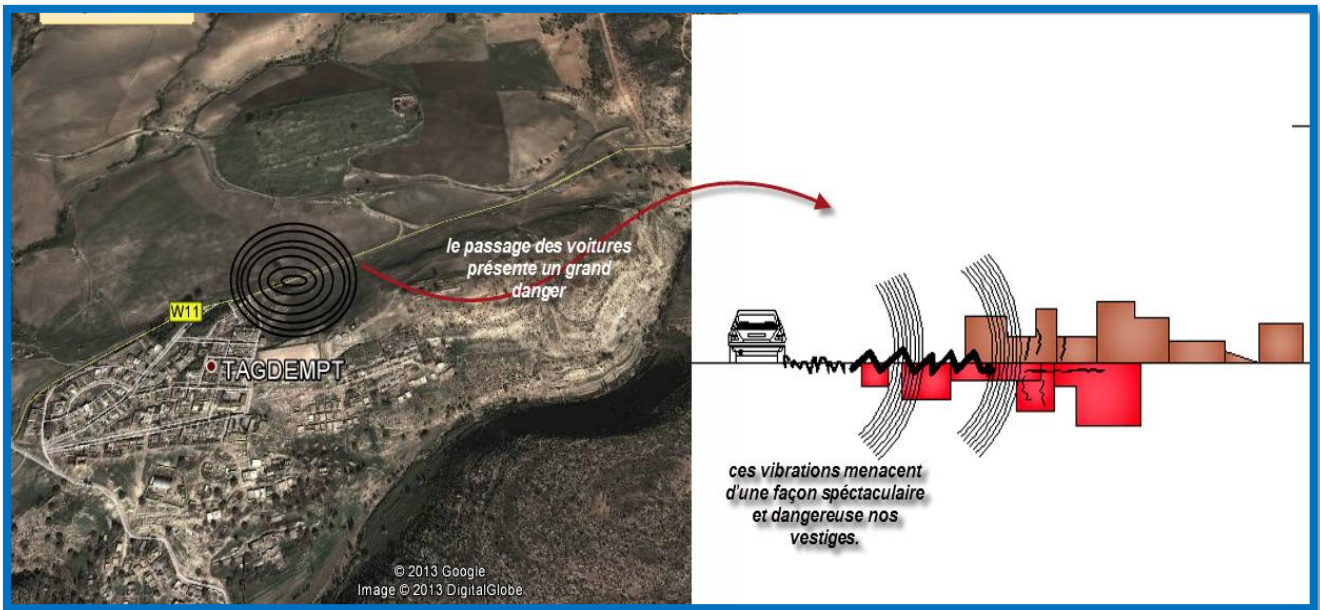 le passage des voitures
présente un grand
danger
W11
TAGDEMPT
© 2013 Google
Image © 2013 DigitalGlobe
ces vibrations menacent
d'une façon spéctaculaire
et dangereuse nos
vestiges.